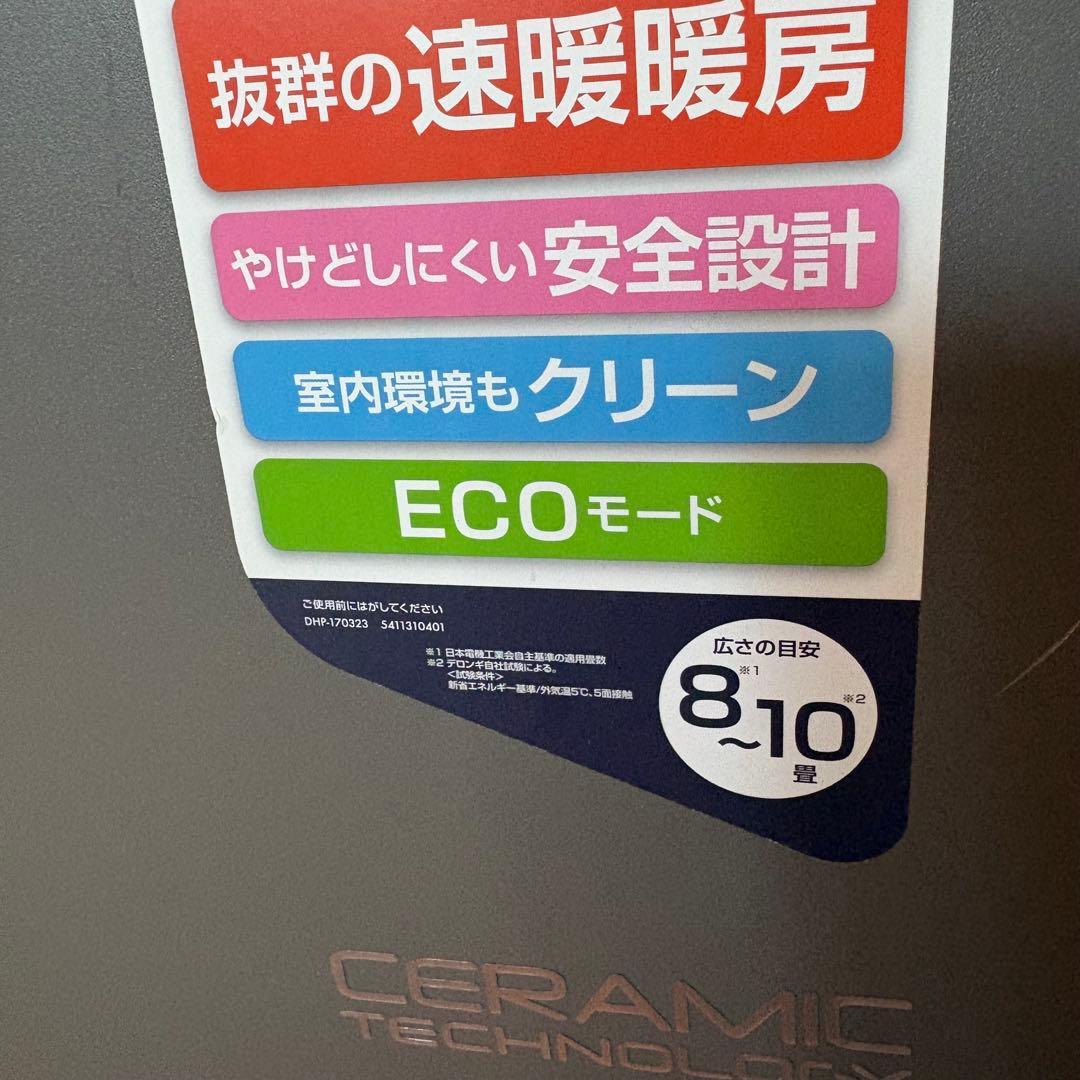 抜群の速暖暖房
やけどしにくい安全設計
室内環境もクリーン
ECOモード
ご使用前にはがしてください
DHP-170323 5411310401
※1 日本電機工業会自主基準の適用畳数
※2 デロンギ自社試験による。
<試験条件>
新省エネルギー基準/外気温5℃、5面接触
広さの目安
8※1
～10※2
畳
CERAMIC
TECHNOLOGY